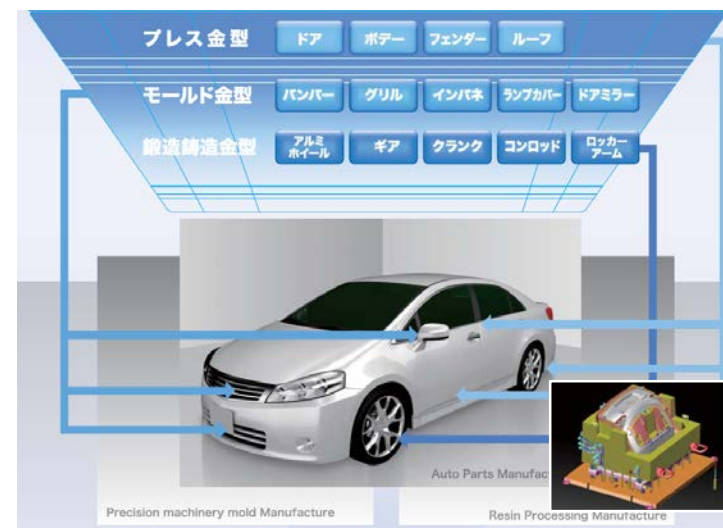 プレス金型 ドア ボデー フェンダー ルーフ
モールド金型 バンパー グリル インパネ ランプカバー ドアミラー
鍛造鋳造金型 アルミ ホイール ギア クランク コンロッド ロッカー アーム
Auto Parts Manufac
Precision machinery mold Manufacture
Resin Processing Manufacture